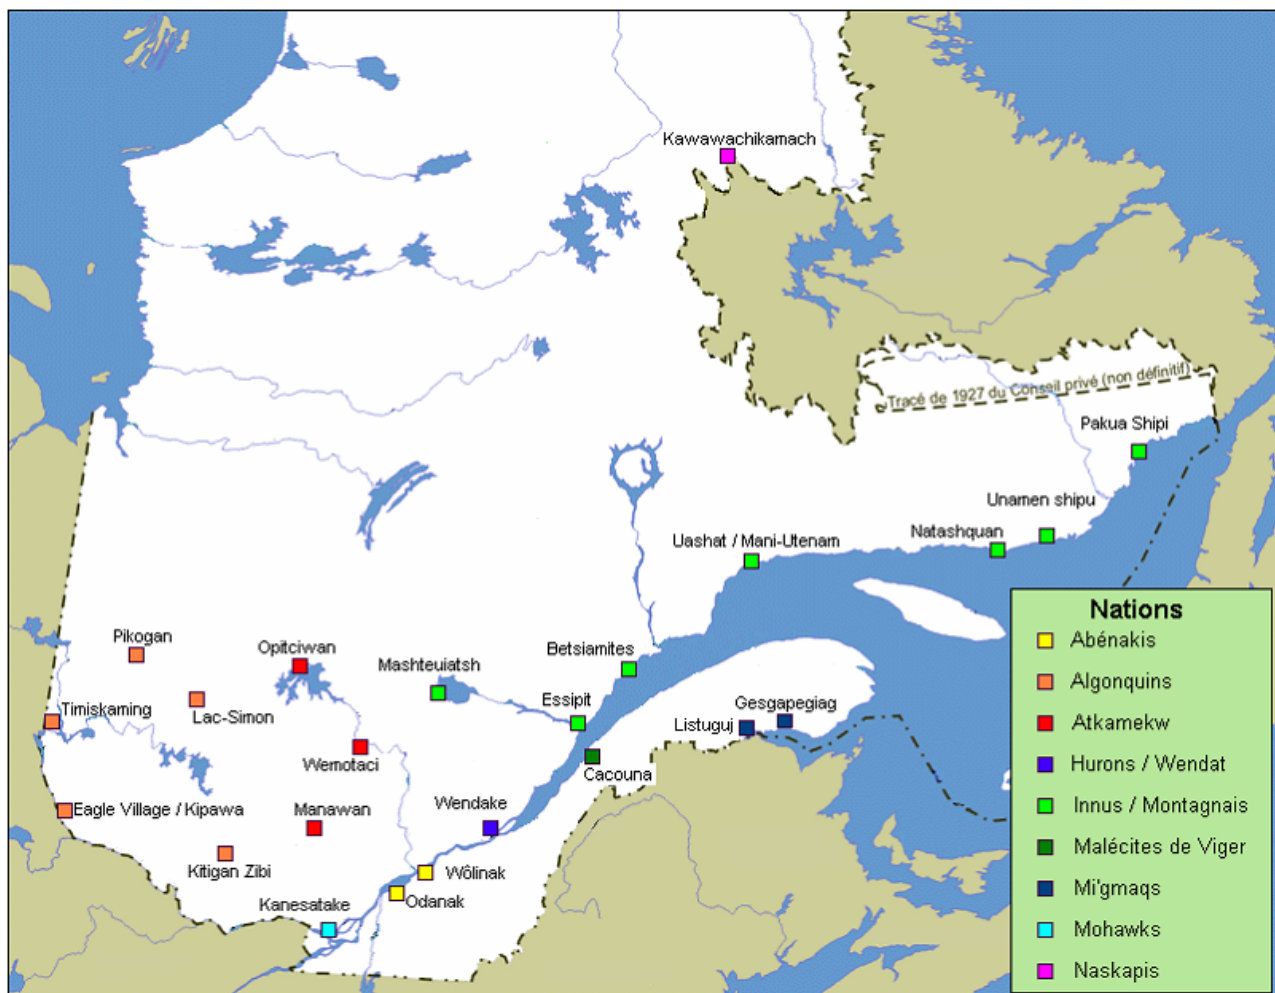 Kawawachikamach
Tracé de 1927 du Conseil privé (non définitif)
Pakua Shipi
Unamen shipu
Natashquan
Uashat / Mani-Utenam
Pikogan
Opitciwan
Mashteuiatsh
Betsiamites
Essipit
Timiskaming
Lac-Simon
Gesgapegiag
Listuguj
Wemotaci
Cacouna
Eagle Village / Kipawa
Manawan
Wendake
Kitigan Zibi
Wôlinak
Odanak
Kanesatake
Nations
Abénakis
Algonquins
Atkamekw
Hurons / Wendat
Innus / Montagnais
Malécites de Viger
Mi'gmaqs
Mohawks
Naskapis